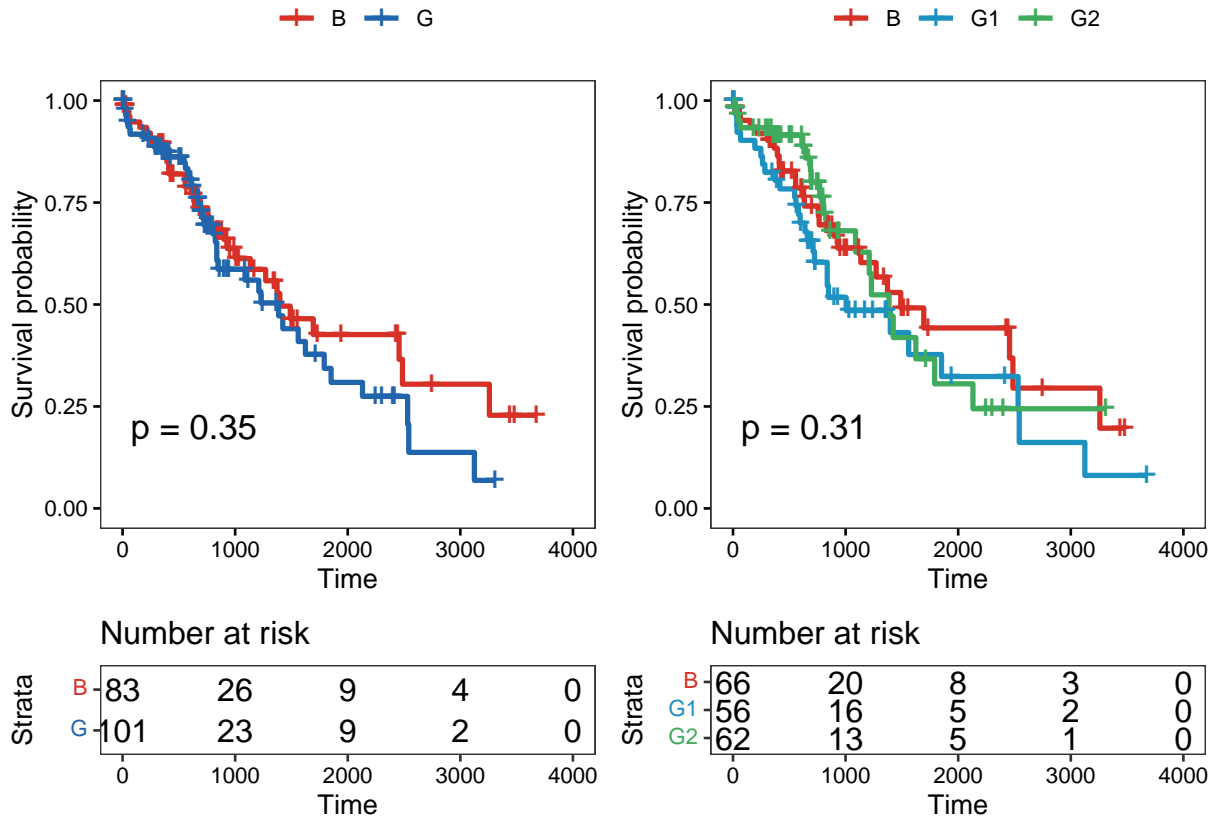 B G
1.00
0.75
0.50
0.25
0.00
Survival probability
p = 0.35
0 1000 2000 3000 4000
Time
Number at risk
Strata
B 83 26 9 4 0
G 101 23 9 2 0
0 1000 2000 3000 4000
Time
B G1 G2
1.00
0.75
0.50
0.25
0.00
Survival probability
p = 0.31
0 1000 2000 3000 4000
Time
Number at risk
Strata
B 66 20 8 3 0
G1 56 16 5 2 0
G2 62 13 5 1 0
0 1000 2000 3000 4000
Time